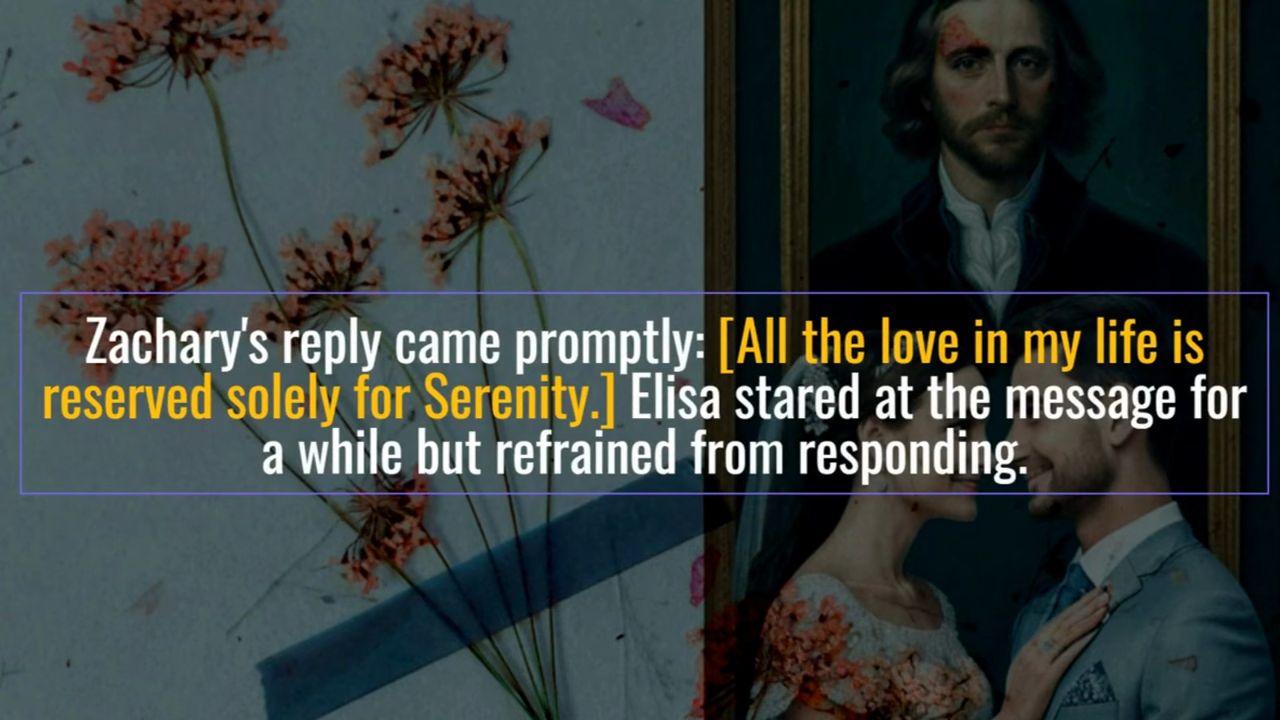 Zachary's reply came promptly: [All the love in my life is
reserved solely for Serenity.] Elisa stared at the message for
a while but refrained from responding.